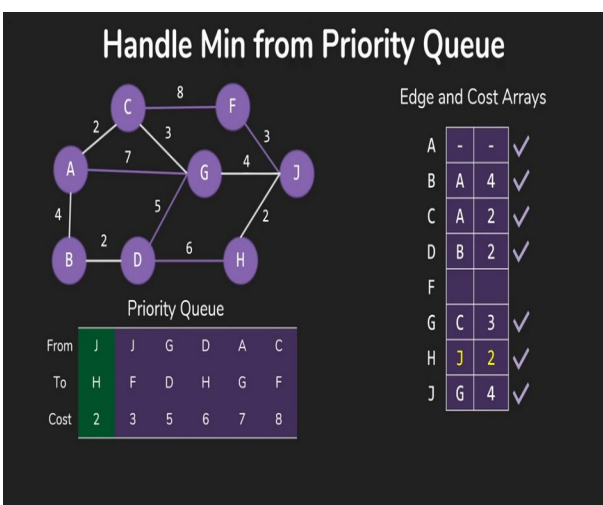 Handle Min from Priority Queue
Edge and Cost Arrays
8
C
F
2
3
3
7
4
A
G
J
4
5
2
2
6
B
D
H
A - -
B A 4
C A 2
D B 2
F
G C 3
H J 2
J G 4
Priority Queue
From J J G D A C
To H F D H G F
Cost 2 3 5 6 7 8